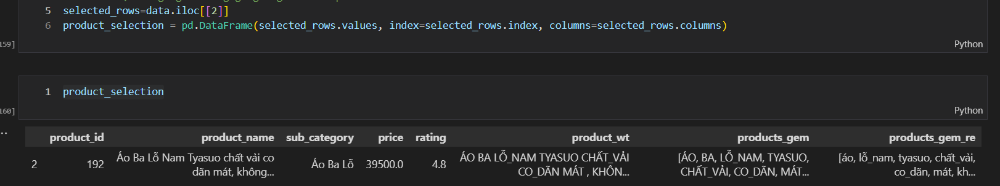 5 selected_rows=data.iloc[[2]]
6 product_selection = pd.DataFrame(selected_rows.values, index=selected_rows.index, columns=selected_rows.columns)
159]
Python
1 product_selection
160]
Python
product_id product_name sub_category price rating product_wt products_gem products_gem_re
2 192 Áo Ba Lỗ Nam Tyasuo chất vải co dãn mát, không... Áo Ba Lỗ 39500.0 4.8 ÁO BA LỖ_NAM TYASUO CHẤT_VẢI CO_DÃN MÁT , KHÔN... [ÁO, BA, LỖ_NAM, TYASUO, CHẤT_VẢI, CO_DÃN, MÁT... [áo, lỗ_nam, tyasuo, chất_vải, co_dãn, mát, kh...